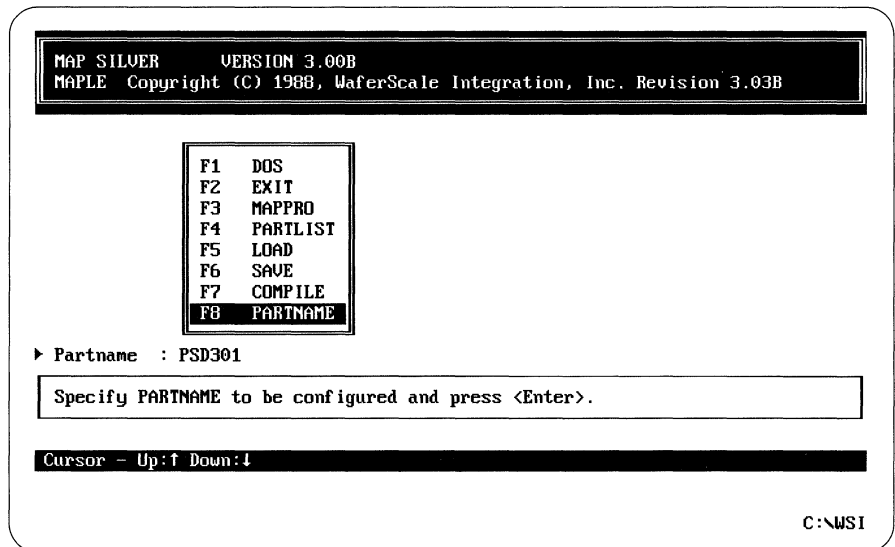 MAP SILVER VERSION 3.00B
MAPLE Copyright (C) 1988, WaferScale Integration, Inc. Revision 3.03B
F1 DOS
F2 EXIT
F3 MAPPRO
F4 PARTLIST
F5 LOAD
F6 SAVE
F7 COMPILE
F8 PARTNAME
▶ Partname : PSD301
Specify PARTNAME to be configured and press <Enter>.
Cursor – Up:↑ Down:↓
C:\WSI